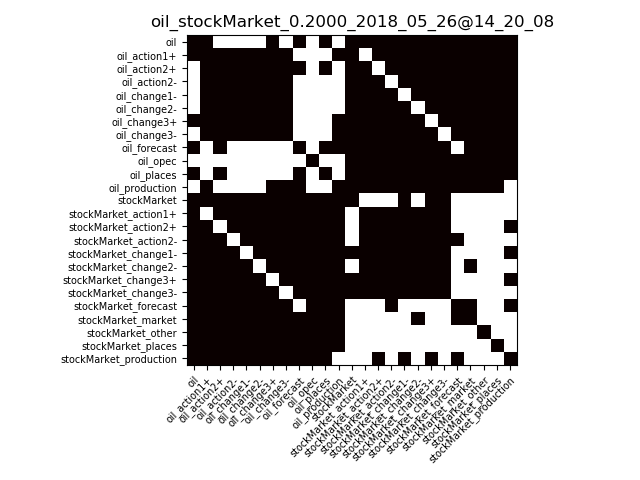 oil_stockMarket_0.2000_2018_05_26@14_20_08
oil
oil_action1+
oil_action2+
oil_action2-
oil_change1-
oil_change2-
oil_change3+
oil_change3-
oil_forecast
oil_opec
oil_places
oil_production
stockMarket
stockMarket_action1+
stockMarket_action2+
stockMarket_action2-
stockMarket_change1-
stockMarket_change2-
stockMarket_change3+
stockMarket_change3-
stockMarket_forecast
stockMarket_market
stockMarket_other
stockMarket_places
stockMarket_production
oil
oil_action1+
oil_action2+
oil_action2-
oil_change1-
oil_change2-
oil_change3+
oil_change3-
oil_forecast
oil_opec
oil_places
oil_production
stockMarket
stockMarket_action1+
stockMarket_action2+
stockMarket_action2-
stockMarket_change1-
stockMarket_change2-
stockMarket_change3+
stockMarket_change3-
stockMarket_forecast
stockMarket_market
stockMarket_other
stockMarket_places
stockMarket_production